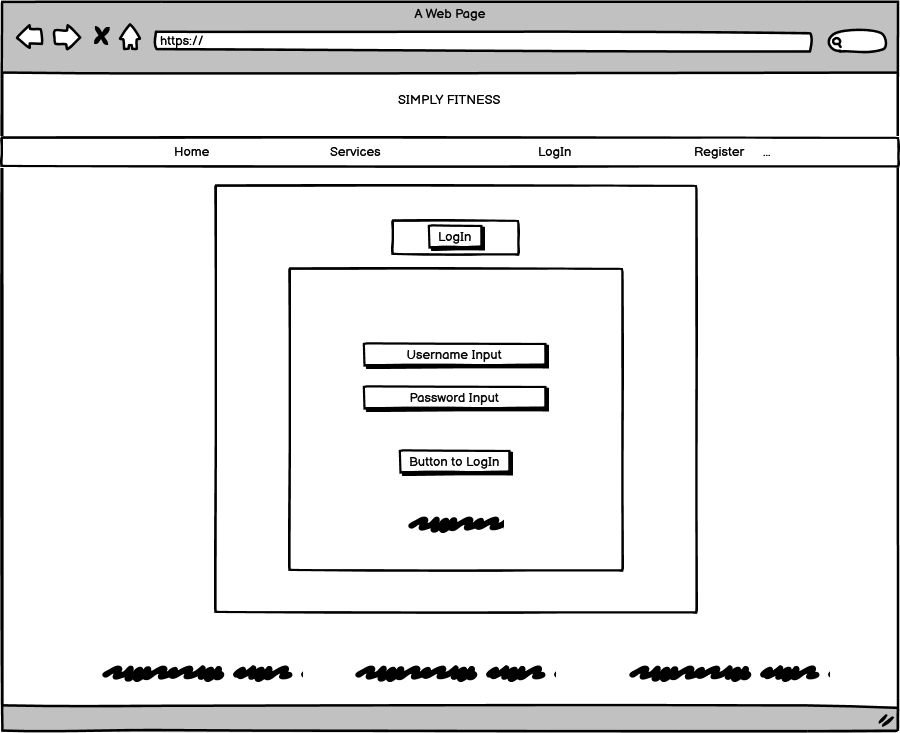 A Web Page
https://
SIMPLY FITNESS
Home Services LogIn Register ...
LogIn
Username Input
Password Input
Button to LogIn